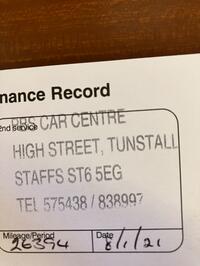 nance Record
2nd service
RBS CAR CENTRE
HIGH STREET, TUNSTALL
STAFFS ST6 5EG
TEL 575438 / 838997
Mileage/Period
26394
Date
8/1/21